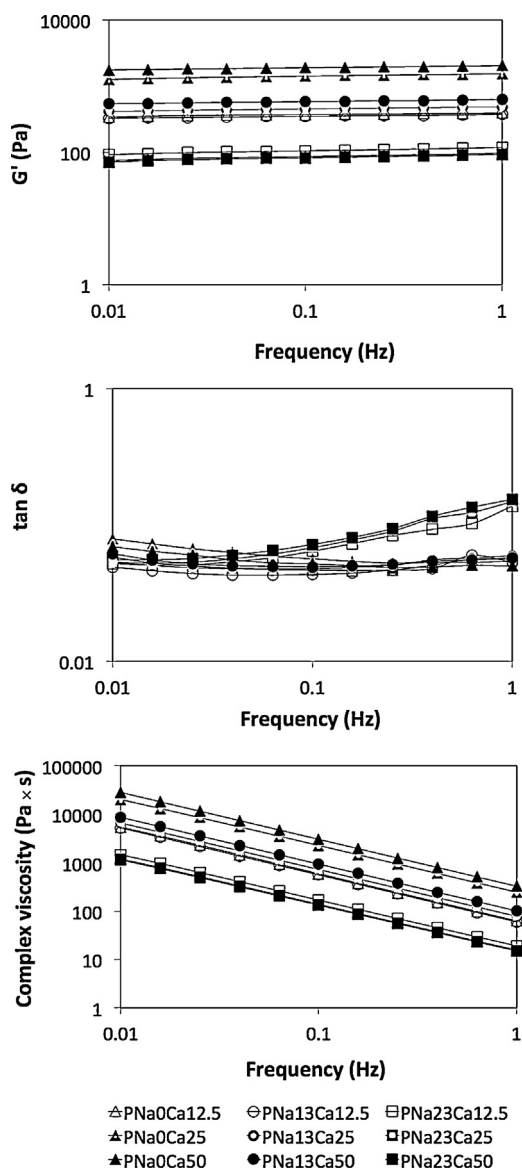 10000
G' (Pa)
100
1
0.01 0.1 1
Frequency (Hz)
1
tan δ
0.01
0.01 0.1 1
Frequency (Hz)
100000
10000
1000
Complex viscosity (Pa × s)
100
10
1
0.01 0.1 1
Frequency (Hz)
PNa0Ca12.5 PNa13Ca12.5 PNa23Ca12.5
PNa0Ca25 PNa13Ca25 PNa23Ca25
PNa0Ca50 PNa13Ca50 PNa23Ca50